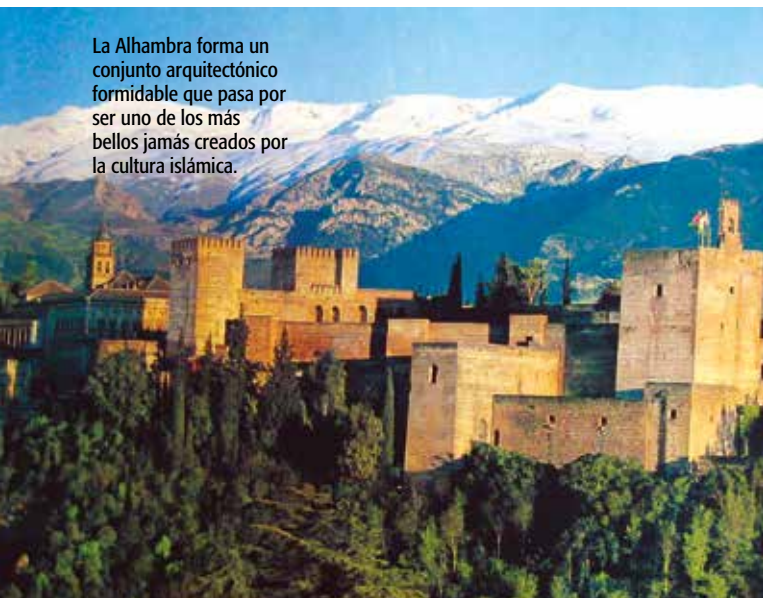 La Alhambra forma un
conjunto arquitectónico
formidable que pasa por
ser uno de los más
bellos jamás creados por
la cultura islámica.